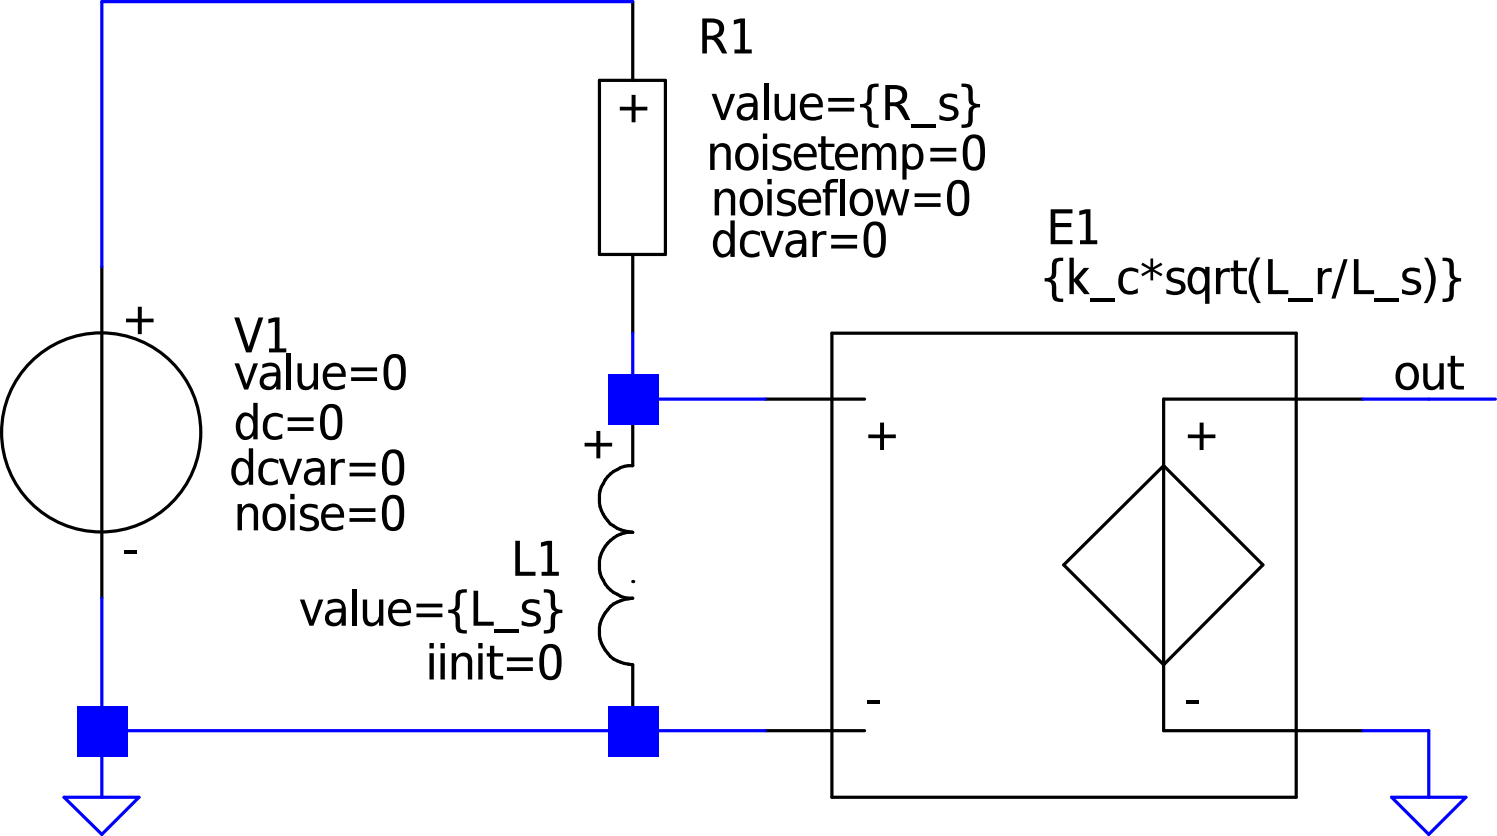 R1
+
value={R_s}
noisetemp=0
noiseflow=0
dcvar=0
E1
{k_c*sqrt(L_r/L_s)}
+
V1
value=0
dc=0
dcvar=0
noise=0
-
out
+
+
+
L1
value={L_s}
iinit=0
-
-